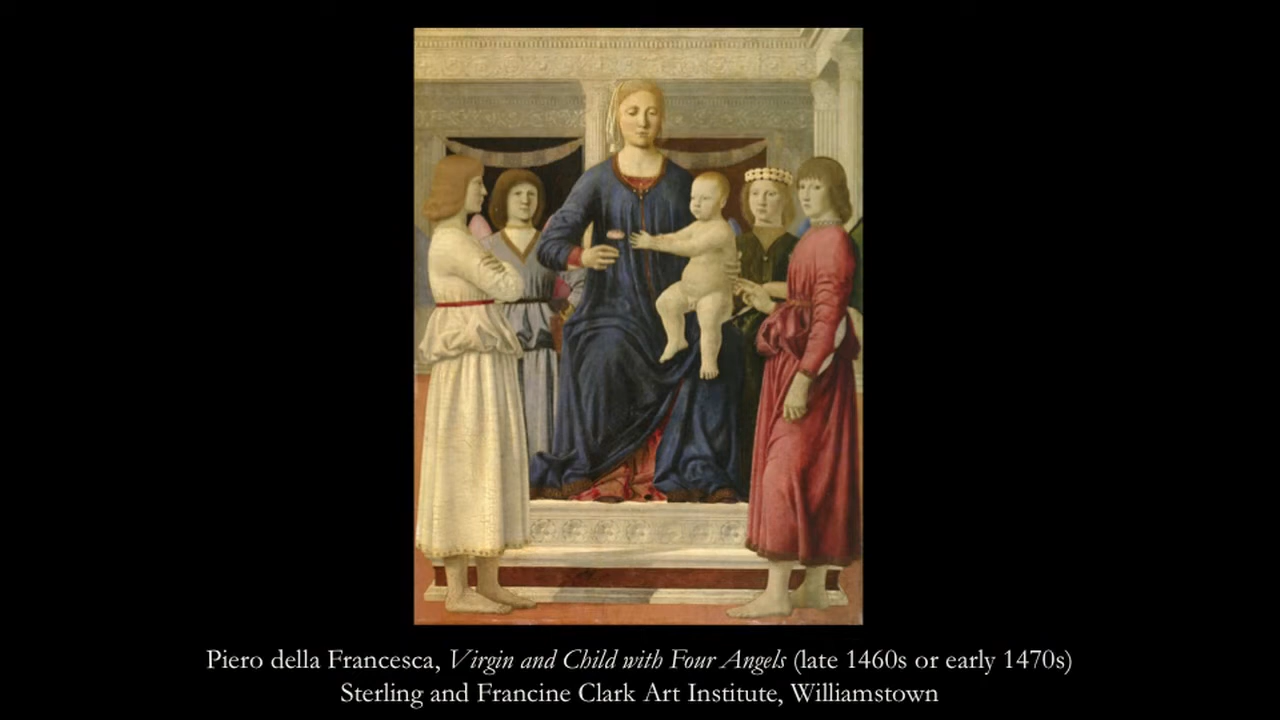 Piero della Francesca, Virgin and Child with Four Angels (late 1460s or early 1470s)
Sterling and Francine Clark Art Institute, Williamstown